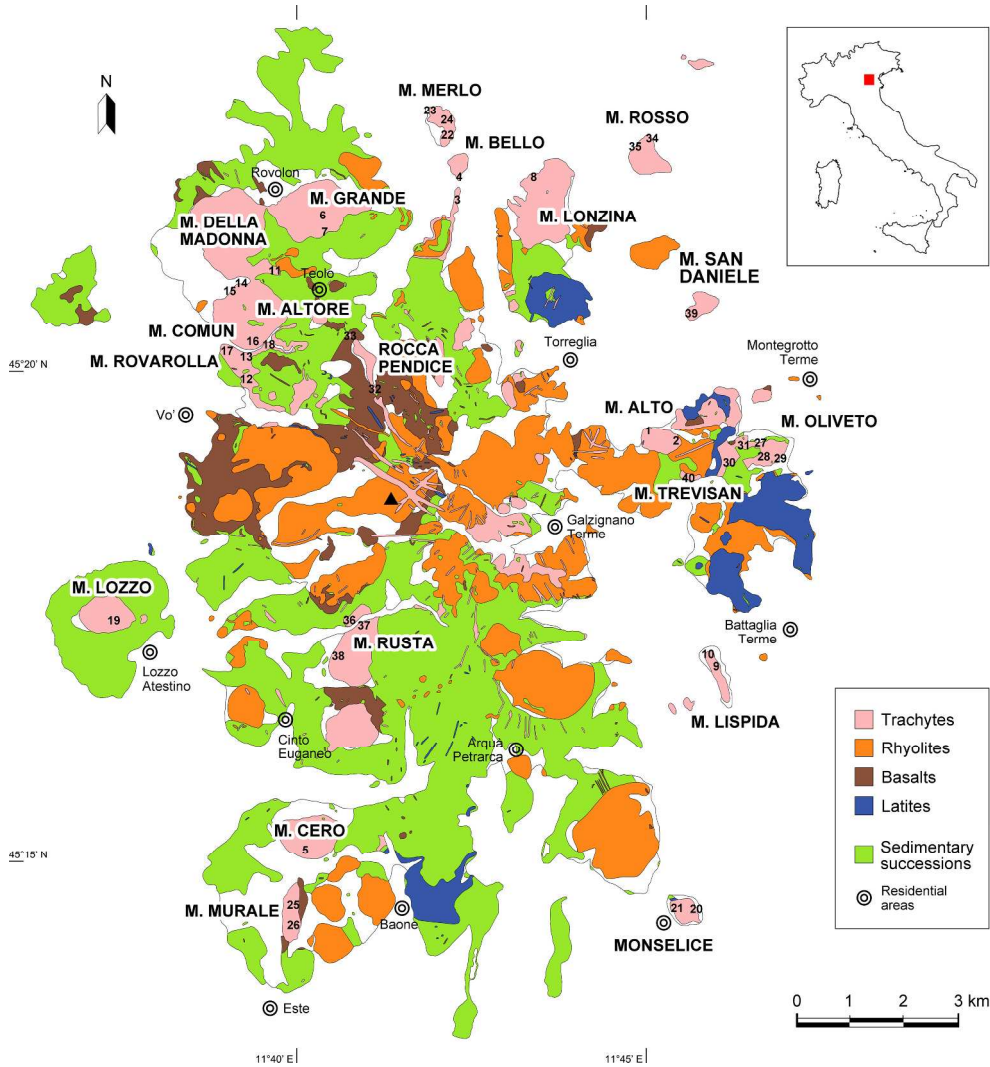 N
M. MERLO
23
24
22
M. BELLO
4
3
8
M. LONZINA
M. ROSSO
34
35
Rovolon
M. GRANDE
6
7
M. DELLA
MADONNA
11
Teolo
14
15
M. ALTORE
M. COMUN
16
18
17
13
M. ROVAROLLA
12
33
ROCCA
PENDICE
32
M. SAN
DANIELE
39
Torreglia
45°20' N
Vo'
Montegrotto
Terme
M. ALTO
1
2
M. OLIVETO
31
27
28
29
30
40
M. TREVISAN
Galzignano
Terme
M. LOZZO
19
Lozzo
Atestino
36
37
M. RUSTA
38
Battaglia
Terme
10
9
M. LISPIDA
Cinto
Euganeo
Arquà
Petrarca
Trachytes
Rhyolites
Basalts
Latites
Sedimentary
successions
Residential
areas
M. CERO
5
45°15' N
25
M. MURALE
26
Baone
21
20
MONSELICE
Este
0
1
2
3 km
11°40' E
11°45' E